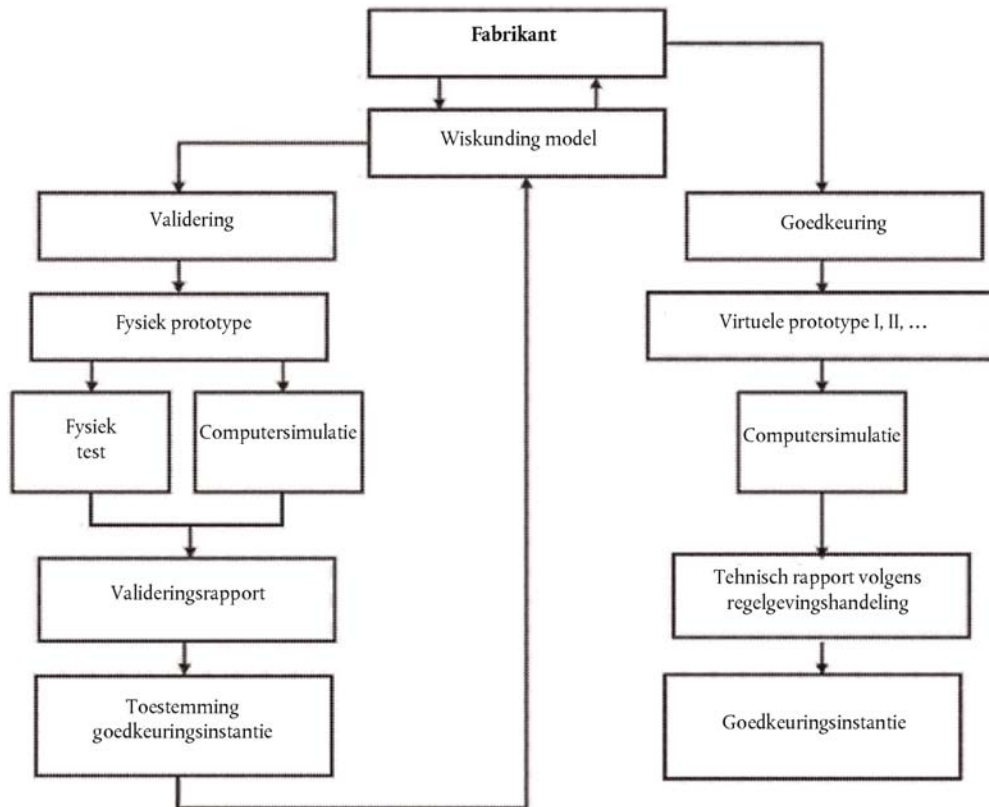 Fabrikant
Wiskunding model
Validering
Goedkeuring
Fysiek prototype
Virtuele prototype I, II, ...
Fysiek
test
Computersimulatie
Computersimulatie
Valideringsrapport
Tehnisch rapport volgens
regelgevingshandeling
Toestemming
goedkeuringsinstantie
Goedkeuringsinstantie